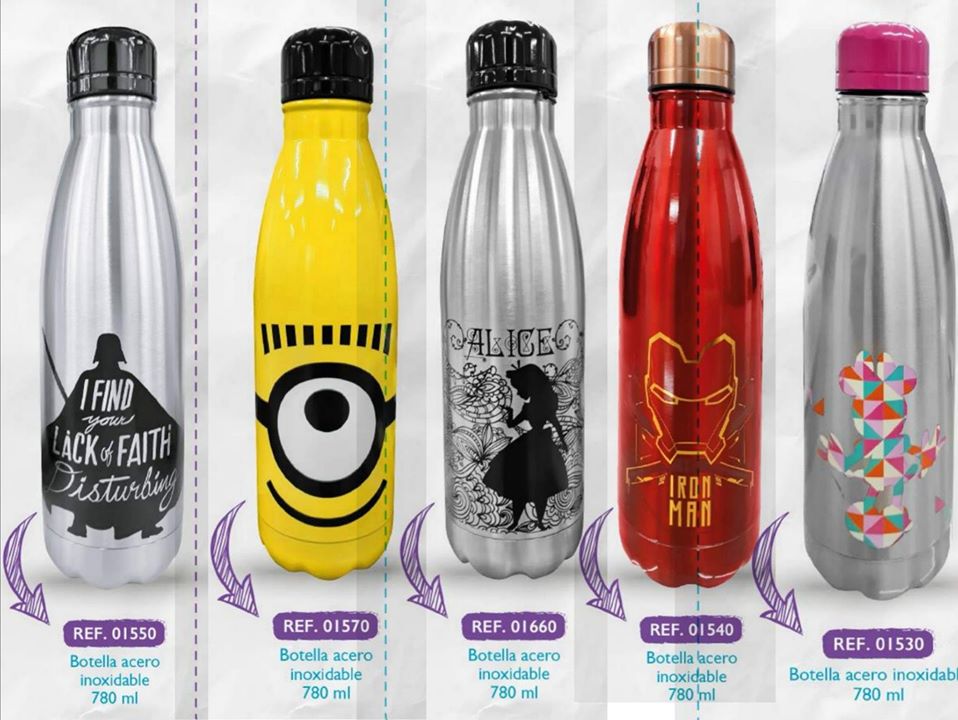 I FIND
your
LACK of FAITH
Disturbing
ALICE
IRON
MAN
REF. 01550
Botella acero
inoxidable
780 ml
REF. 01570
Botella acero
inoxidable
780 ml
REF. 01660
Botella acero
inoxidable
780 ml
REF. 01540
Botella acero
inoxidable
780 ml
REF. 01530
Botella acero inoxidabl
780 ml